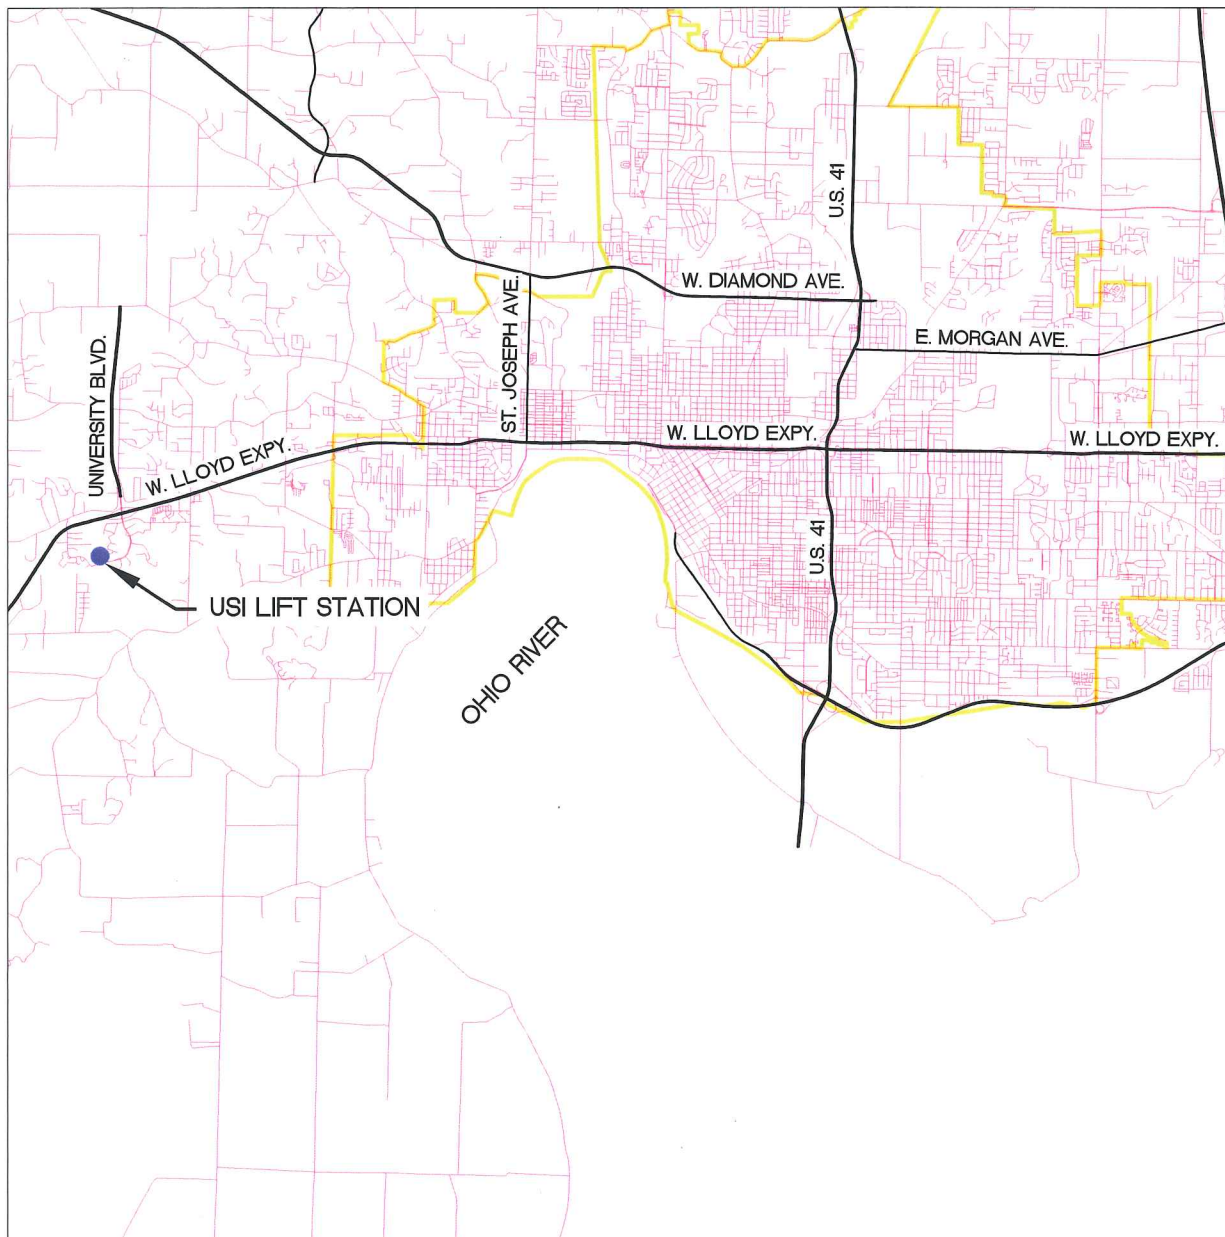 U.S. 41
W. DIAMOND AVE.
ST. JOSEPH AVE.
E. MORGAN AVE.
UNIVERSITY BLVD.
W. LLOYD EXPY.
W. LLOYD EXPY.
W. LLOYD EXPY.
U.S. 41
USI LIFT STATION
OHIO RIVER